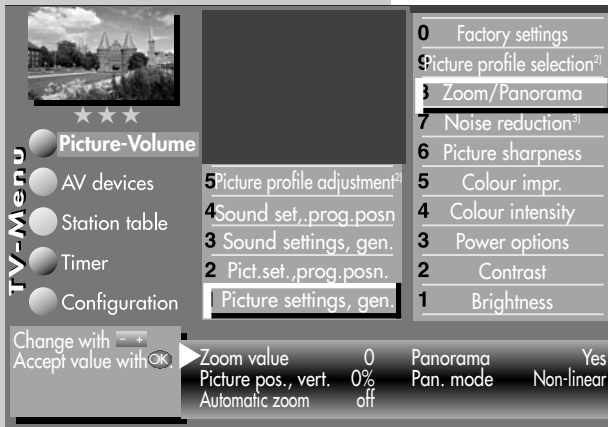 TV-Menu
Picture-Volume
AV devices
Station table
Timer
Configuration
5 Picture profile adjustment2)
4 Sound set,.prog.posn
3 Sound settings, gen.
2 Pict.set.,prog.posn.
1 Picture settings, gen.
0 Factory settings
9 Picture profile selection2)
8 Zoom/Panorama
7 Noise reduction3)
6 Picture sharpness
5 Colour impr.
4 Colour intensity
3 Power options
2 Contrast
1 Brightness
Change with - +
Accept value with OK.
Zoom value 0 Panorama Yes
Picture pos., vert. 0% Pan. mode Non-linear
Automatic zoom off